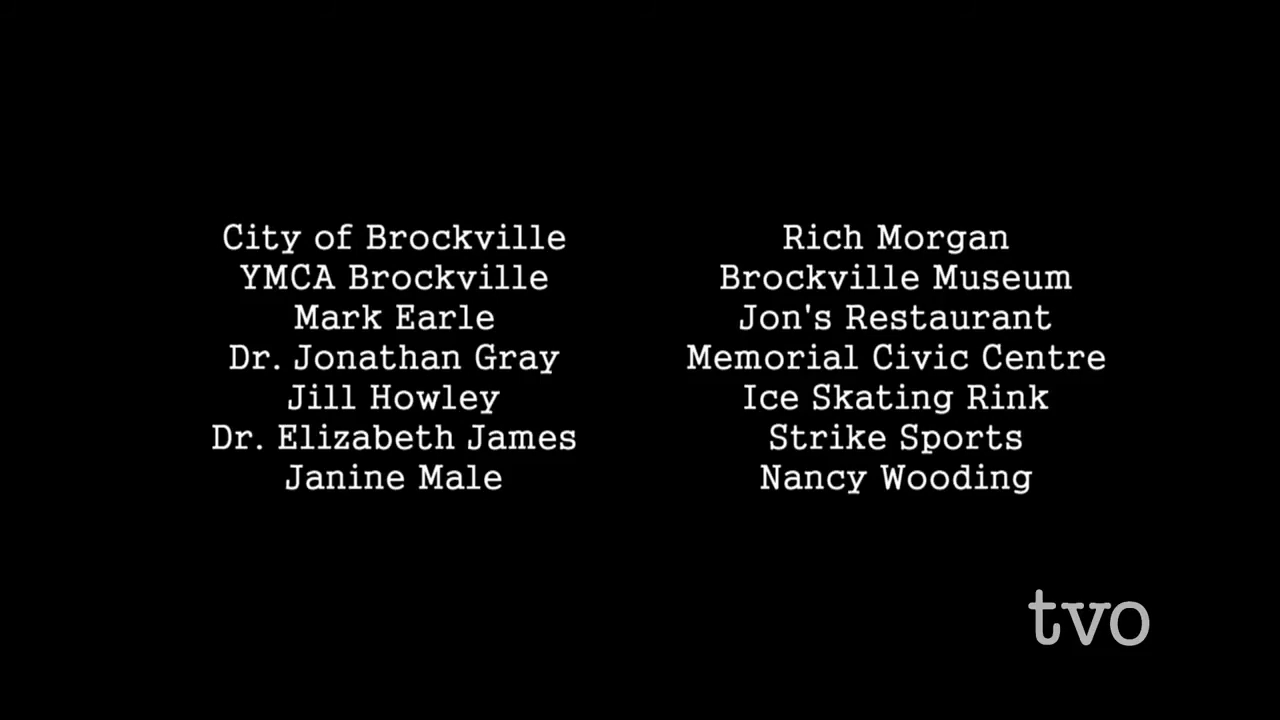 City of Brockville
YMCA Brockville
Mark Earle
Dr. Jonathan Gray
Jill Howley
Dr. Elizabeth James
Janine Male
Rich Morgan
Brockville Museum
Jon's Restaurant
Memorial Civic Centre
Ice Skating Rink
Strike Sports
Nancy Wooding
tvo